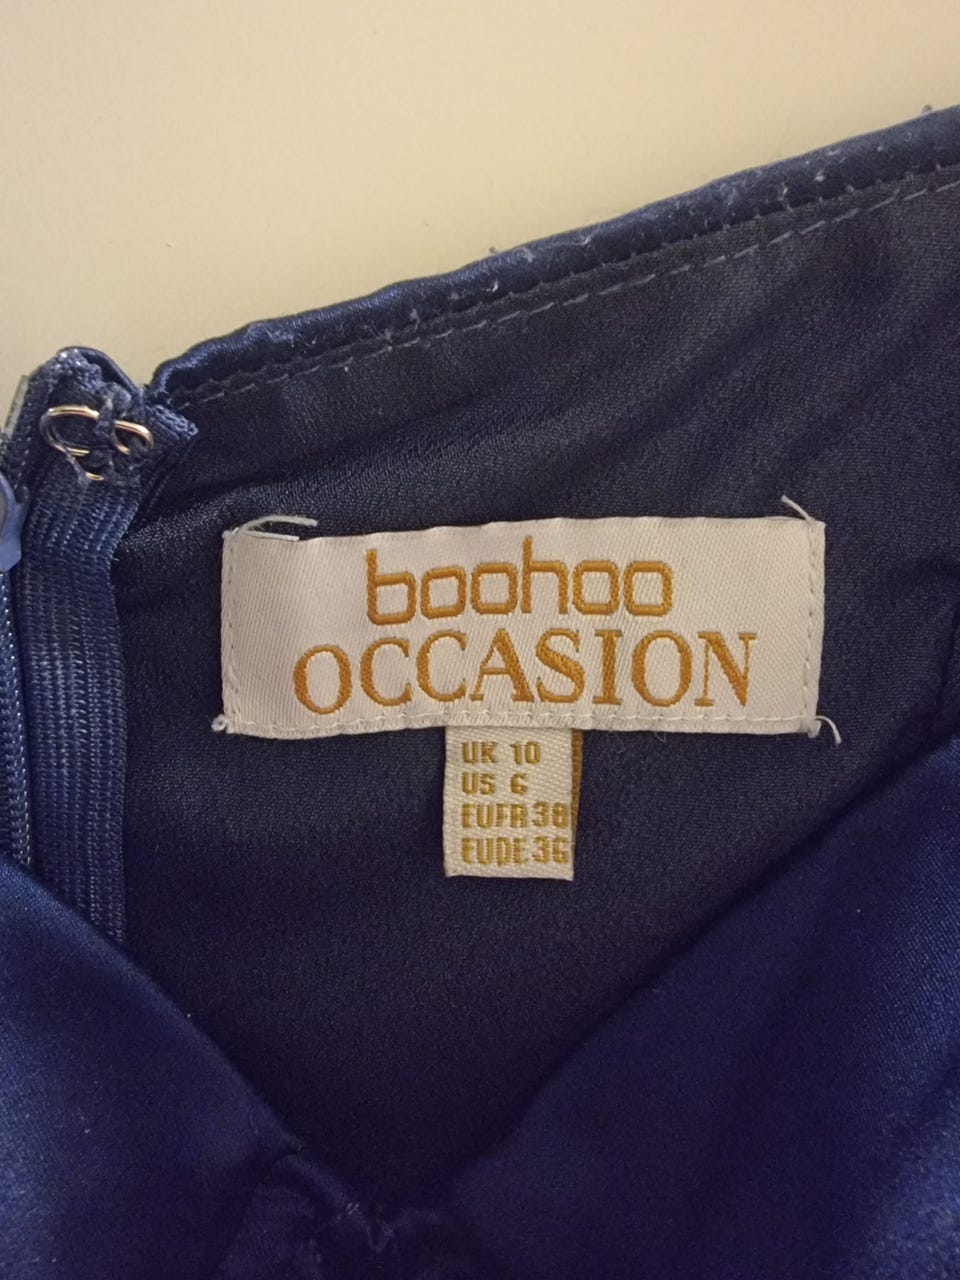 boohoo
OCCASION
UK 10
US 6
EUFR 38
EUDE 36